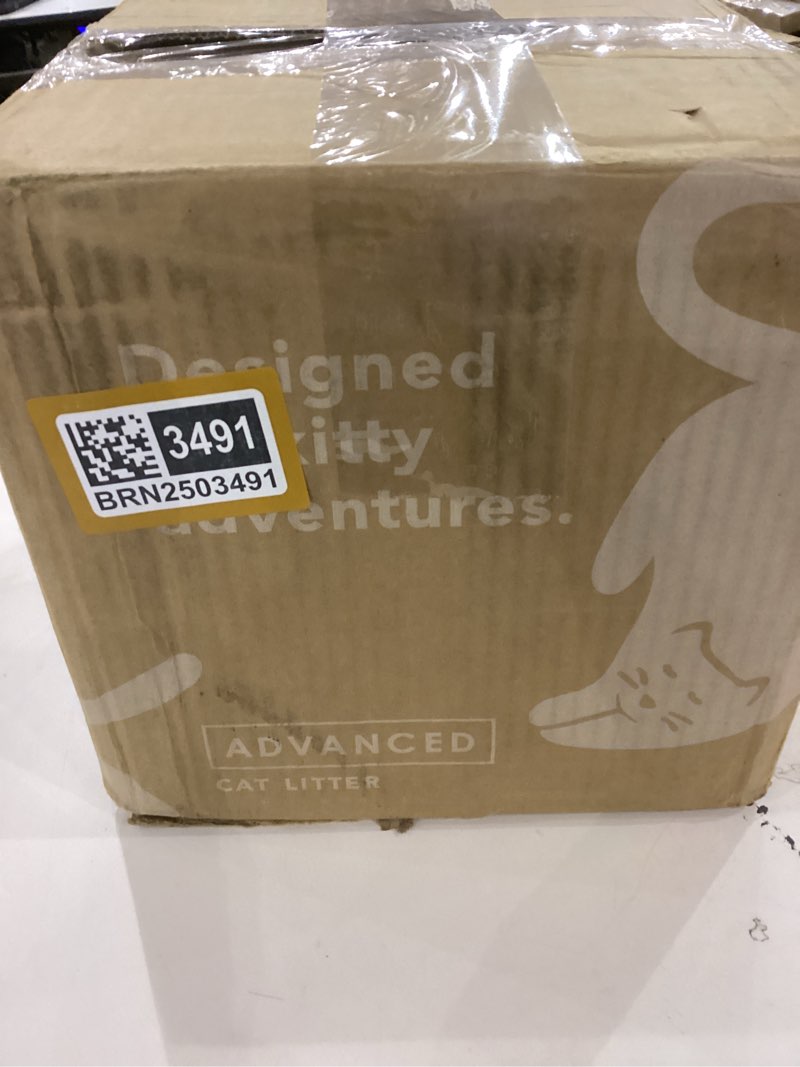 Designed
kitty
adventures.
3491
BRN2503491
ADVANCED
CAT LITTER